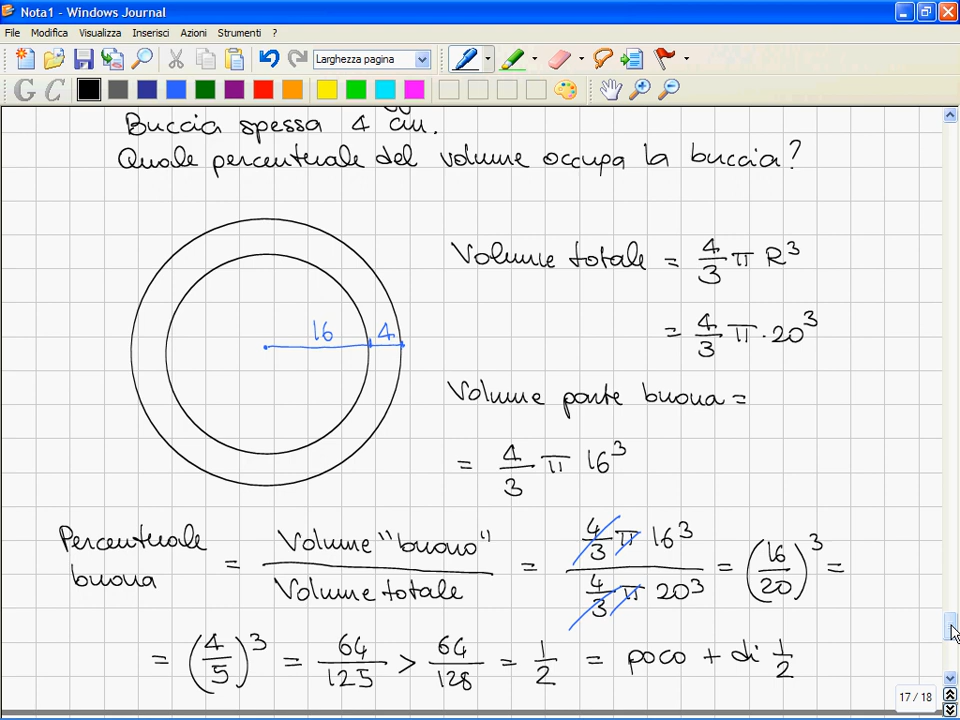 Nota1 - Windows Journal
File Modifica Visualizza Inserisci Azioni Strumenti ?
Larghezza pagina
G C
Buccia spessa 4 cm.
Quale percentuale del volume occupa la buccia?
16 4
Volume totale = 4/3 π R³
= 4/3 π · 20³
Volume parte buona =
= 4/3 π 16³
Percentuale buona = Volume "buono" / Volume totale = 4/3 π 16³ / 4/3 π 20³ = (16/20)³ =
= (4/5)³ = 64/125 > 64/128 = 1/2 = poco + di 1/2
17 / 18